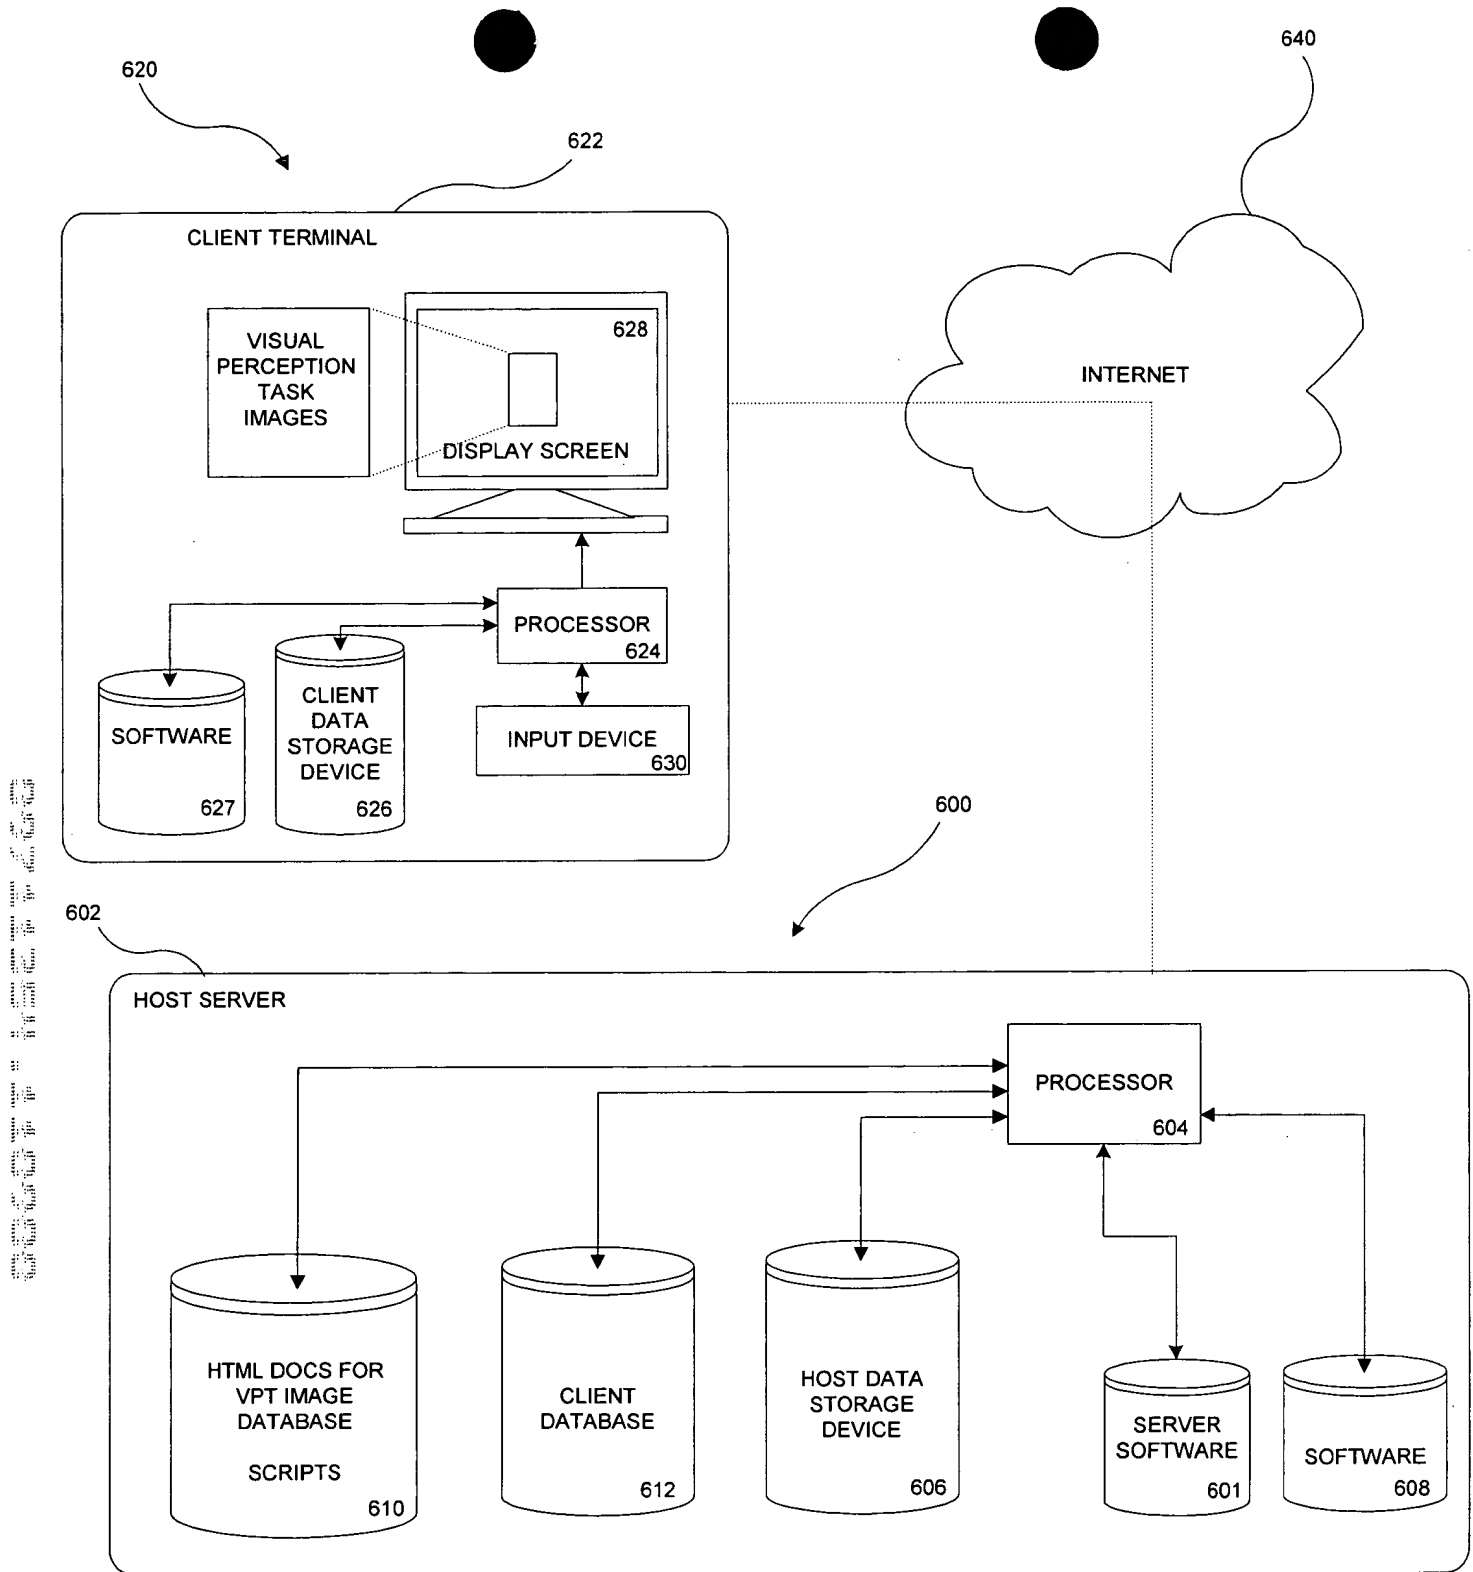 620
640
622
CLIENT TERMINAL
VISUAL
PERCEPTION
TASK
IMAGES
628
DISPLAY SCREEN
INTERNET
PROCESSOR
624
SOFTWARE
627
CLIENT
DATA
STORAGE
DEVICE
626
INPUT DEVICE
630
600
602
HOST SERVER
PROCESSOR
604
HTML DOCS FOR
VPT IMAGE
DATABASE
SCRIPTS
610
CLIENT
DATABASE
612
HOST DATA
STORAGE
DEVICE
606
SERVER
SOFTWARE
601
SOFTWARE
608